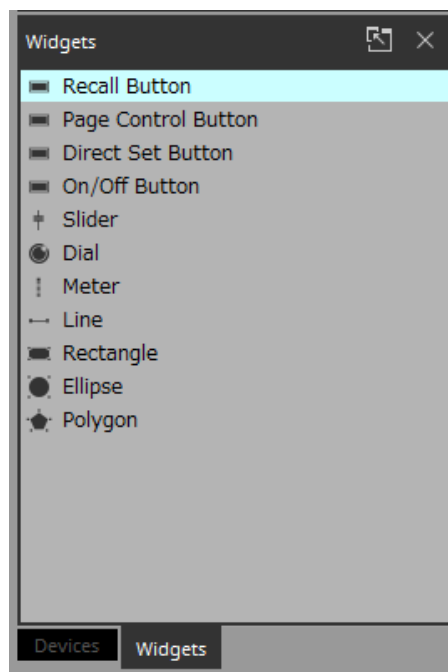 Widgets
Recall Button
Page Control Button
Direct Set Button
On/Off Button
Slider
Dial
Meter
Line
Rectangle
Ellipse
Polygon
Devices Widgets